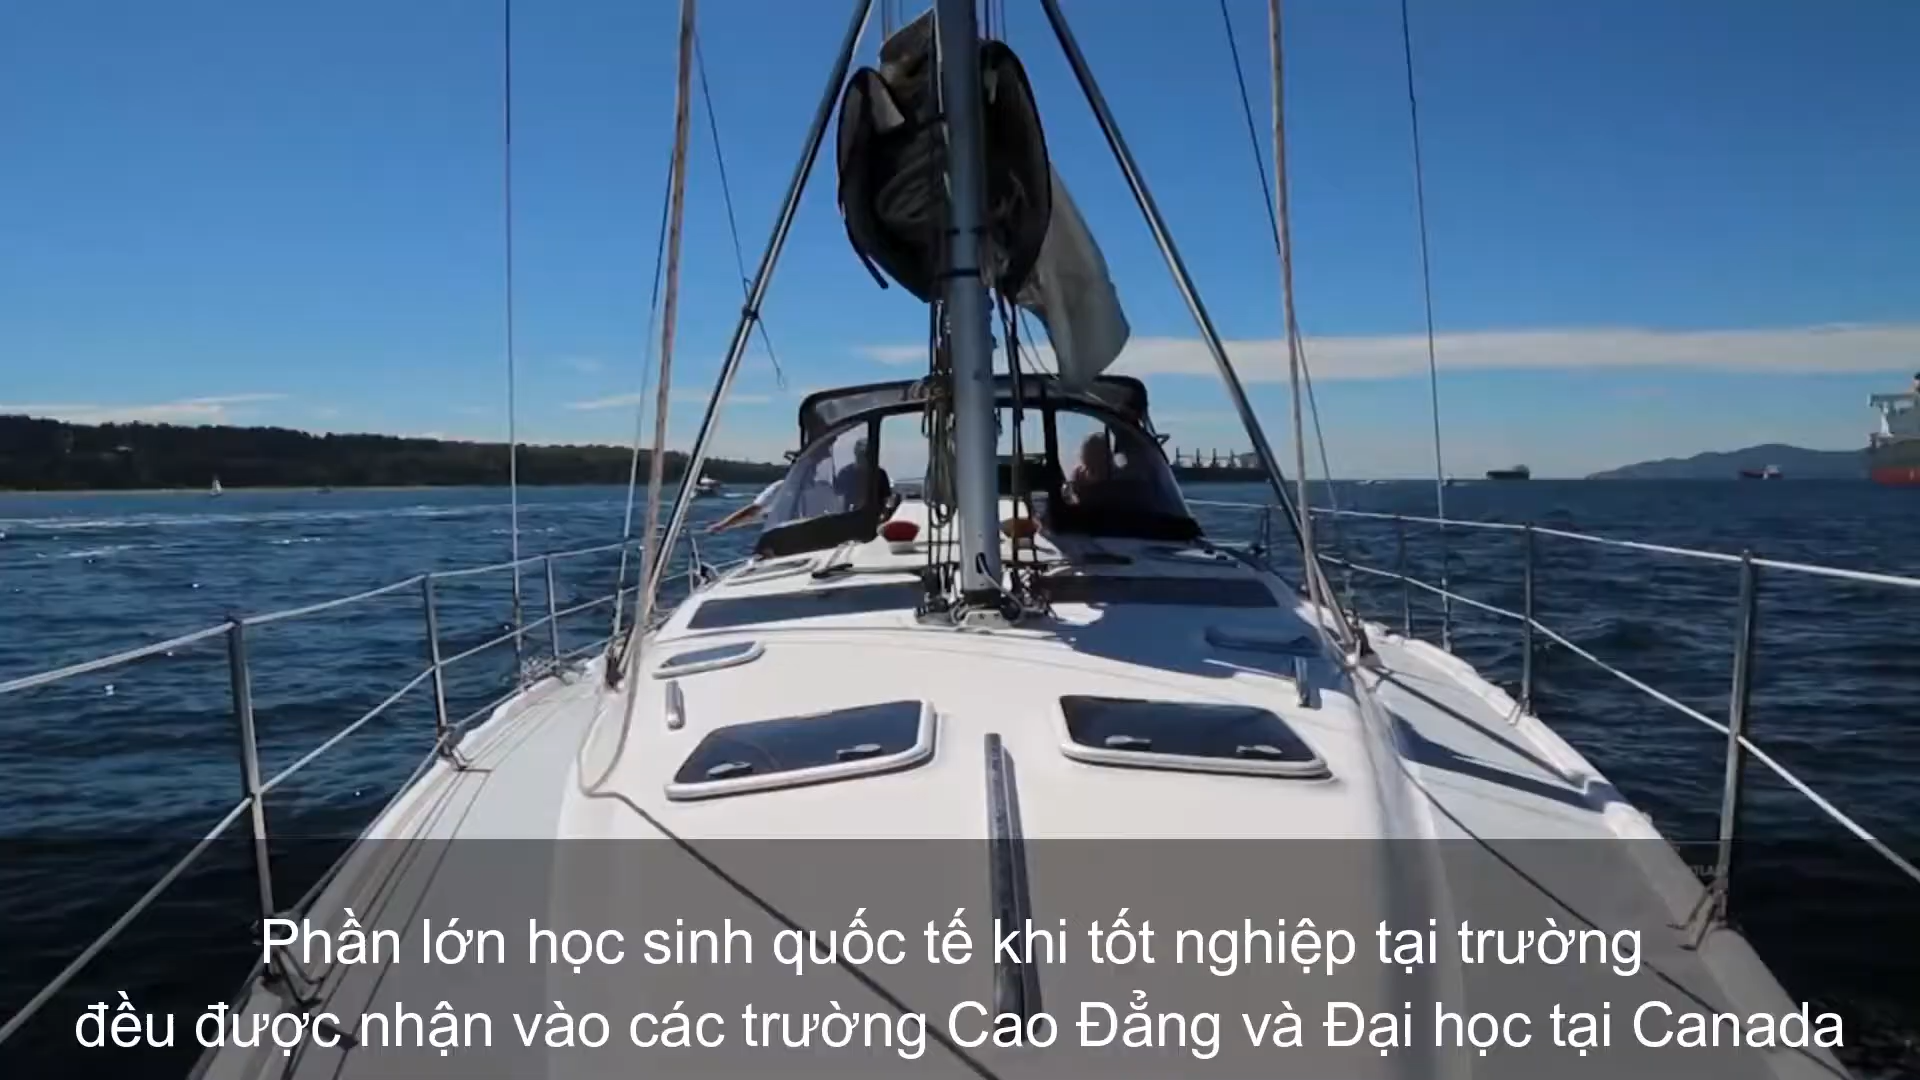 Phần lớn học sinh quốc tế khi tốt nghiệp tại trường
đều được nhận vào các trường Cao Đẳng và Đại học tại Canada